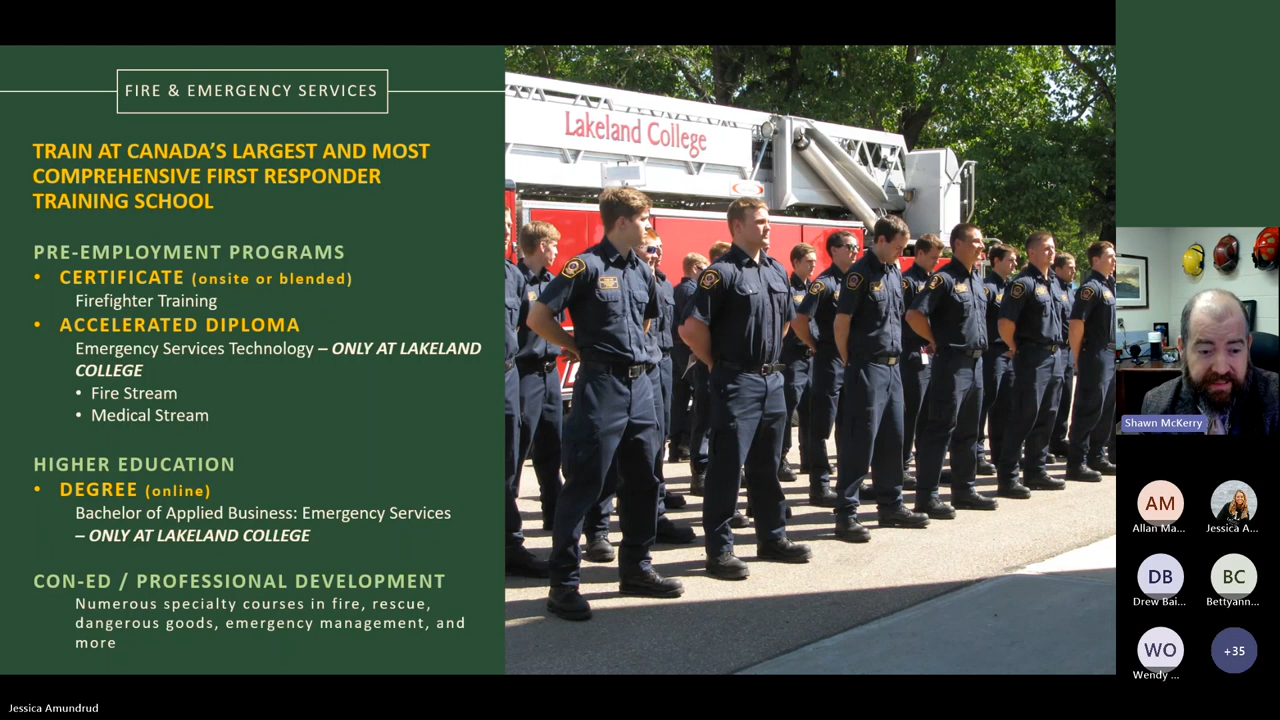 FIRE & EMERGENCY SERVICES
TRAIN AT CANADA'S LARGEST AND MOST
COMPREHENSIVE FIRST RESPONDER
TRAINING SCHOOL
PRE-EMPLOYMENT PROGRAMS
• CERTIFICATE (onsite or blended)
Firefighter Training
• ACCELERATED DIPLOMA
Emergency Services Technology – ONLY AT LAKELAND
COLLEGE
• Fire Stream
• Medical Stream
HIGHER EDUCATION
• DEGREE (online)
Bachelor of Applied Business: Emergency Services
– ONLY AT LAKELAND COLLEGE
CON-ED / PROFESSIONAL DEVELOPMENT
Numerous specialty courses in fire, rescue,
dangerous goods, emergency management, and
more
Lakeland College
Shawn McKerry
AM
Allan Ma...
Jessica A...
DB
Drew Bai...
BC
Bettyann...
WO
Wendy ...
+35
Jessica Amundrud